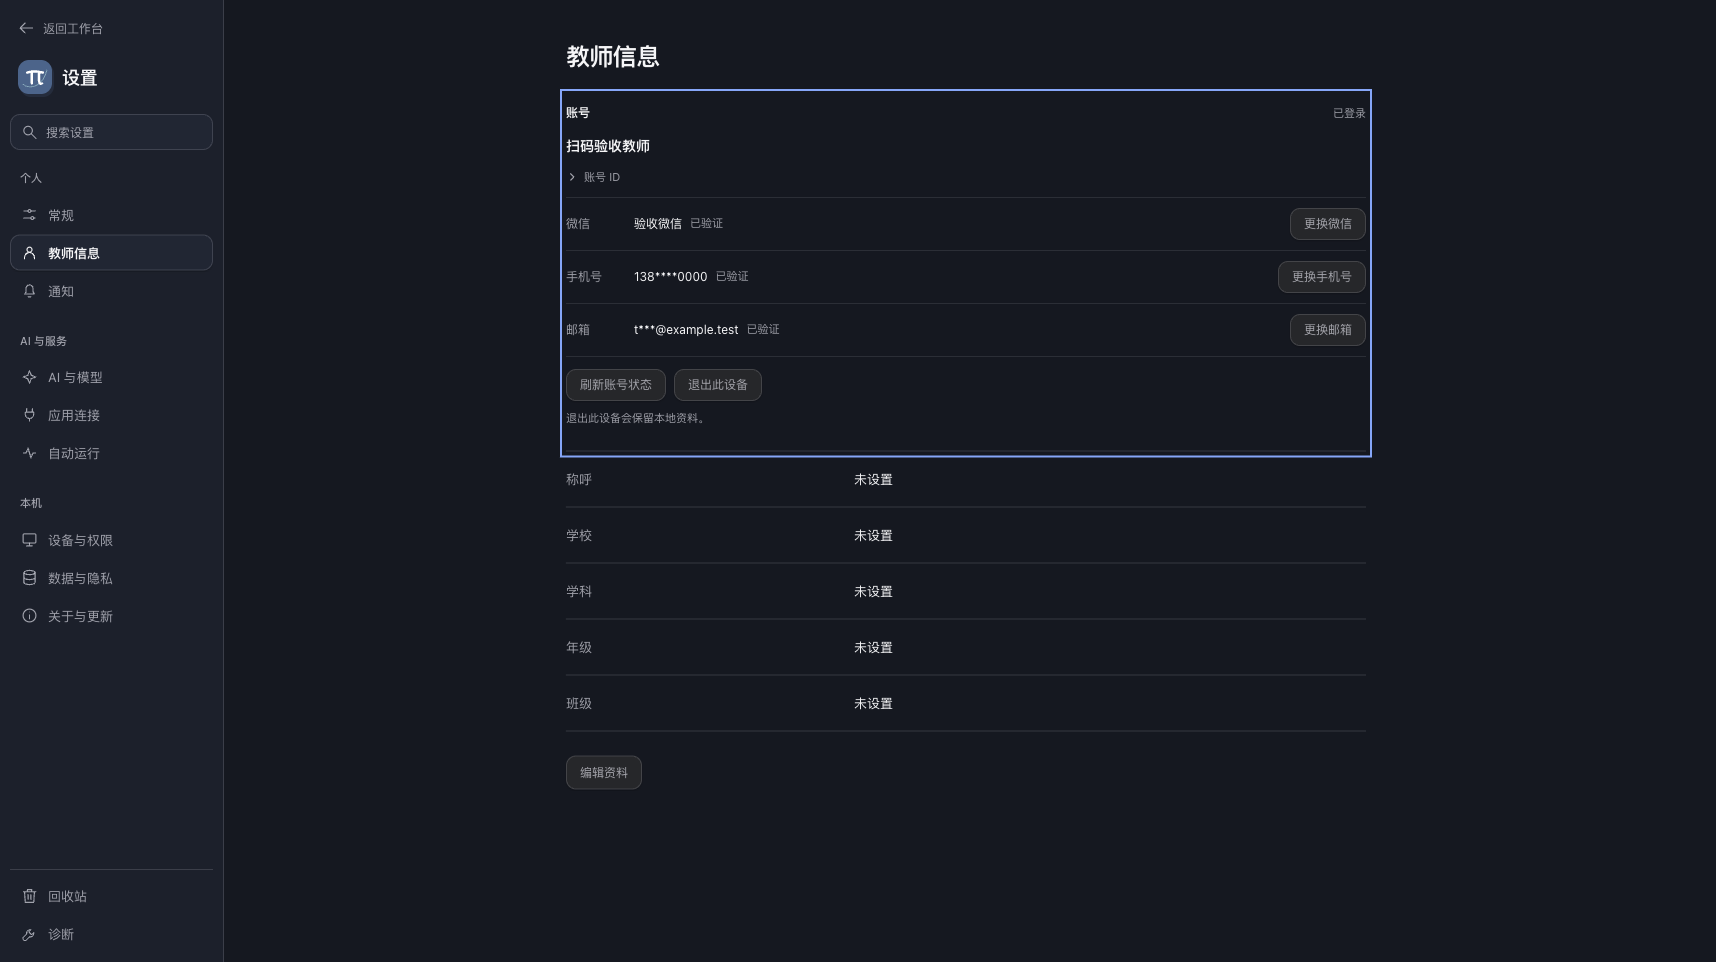 返回工作台
设置
搜索设置
个人
常规
教师信息
通知
AI 与服务
AI 与模型
应用连接
自动运行
本机
设备与权限
数据与隐私
关于与更新
回收站
诊断
教师信息
账号 已登录
扫码验收教师
账号 ID
微信 验收微信 已验证 更换微信
手机号 138****0000 已验证 更换手机号
邮箱 t***@example.test 已验证 更换邮箱
刷新账号状态 退出此设备
退出此设备会保留本地资料。
称呼 未设置
学校 未设置
学科 未设置
年级 未设置
班级 未设置
编辑资料